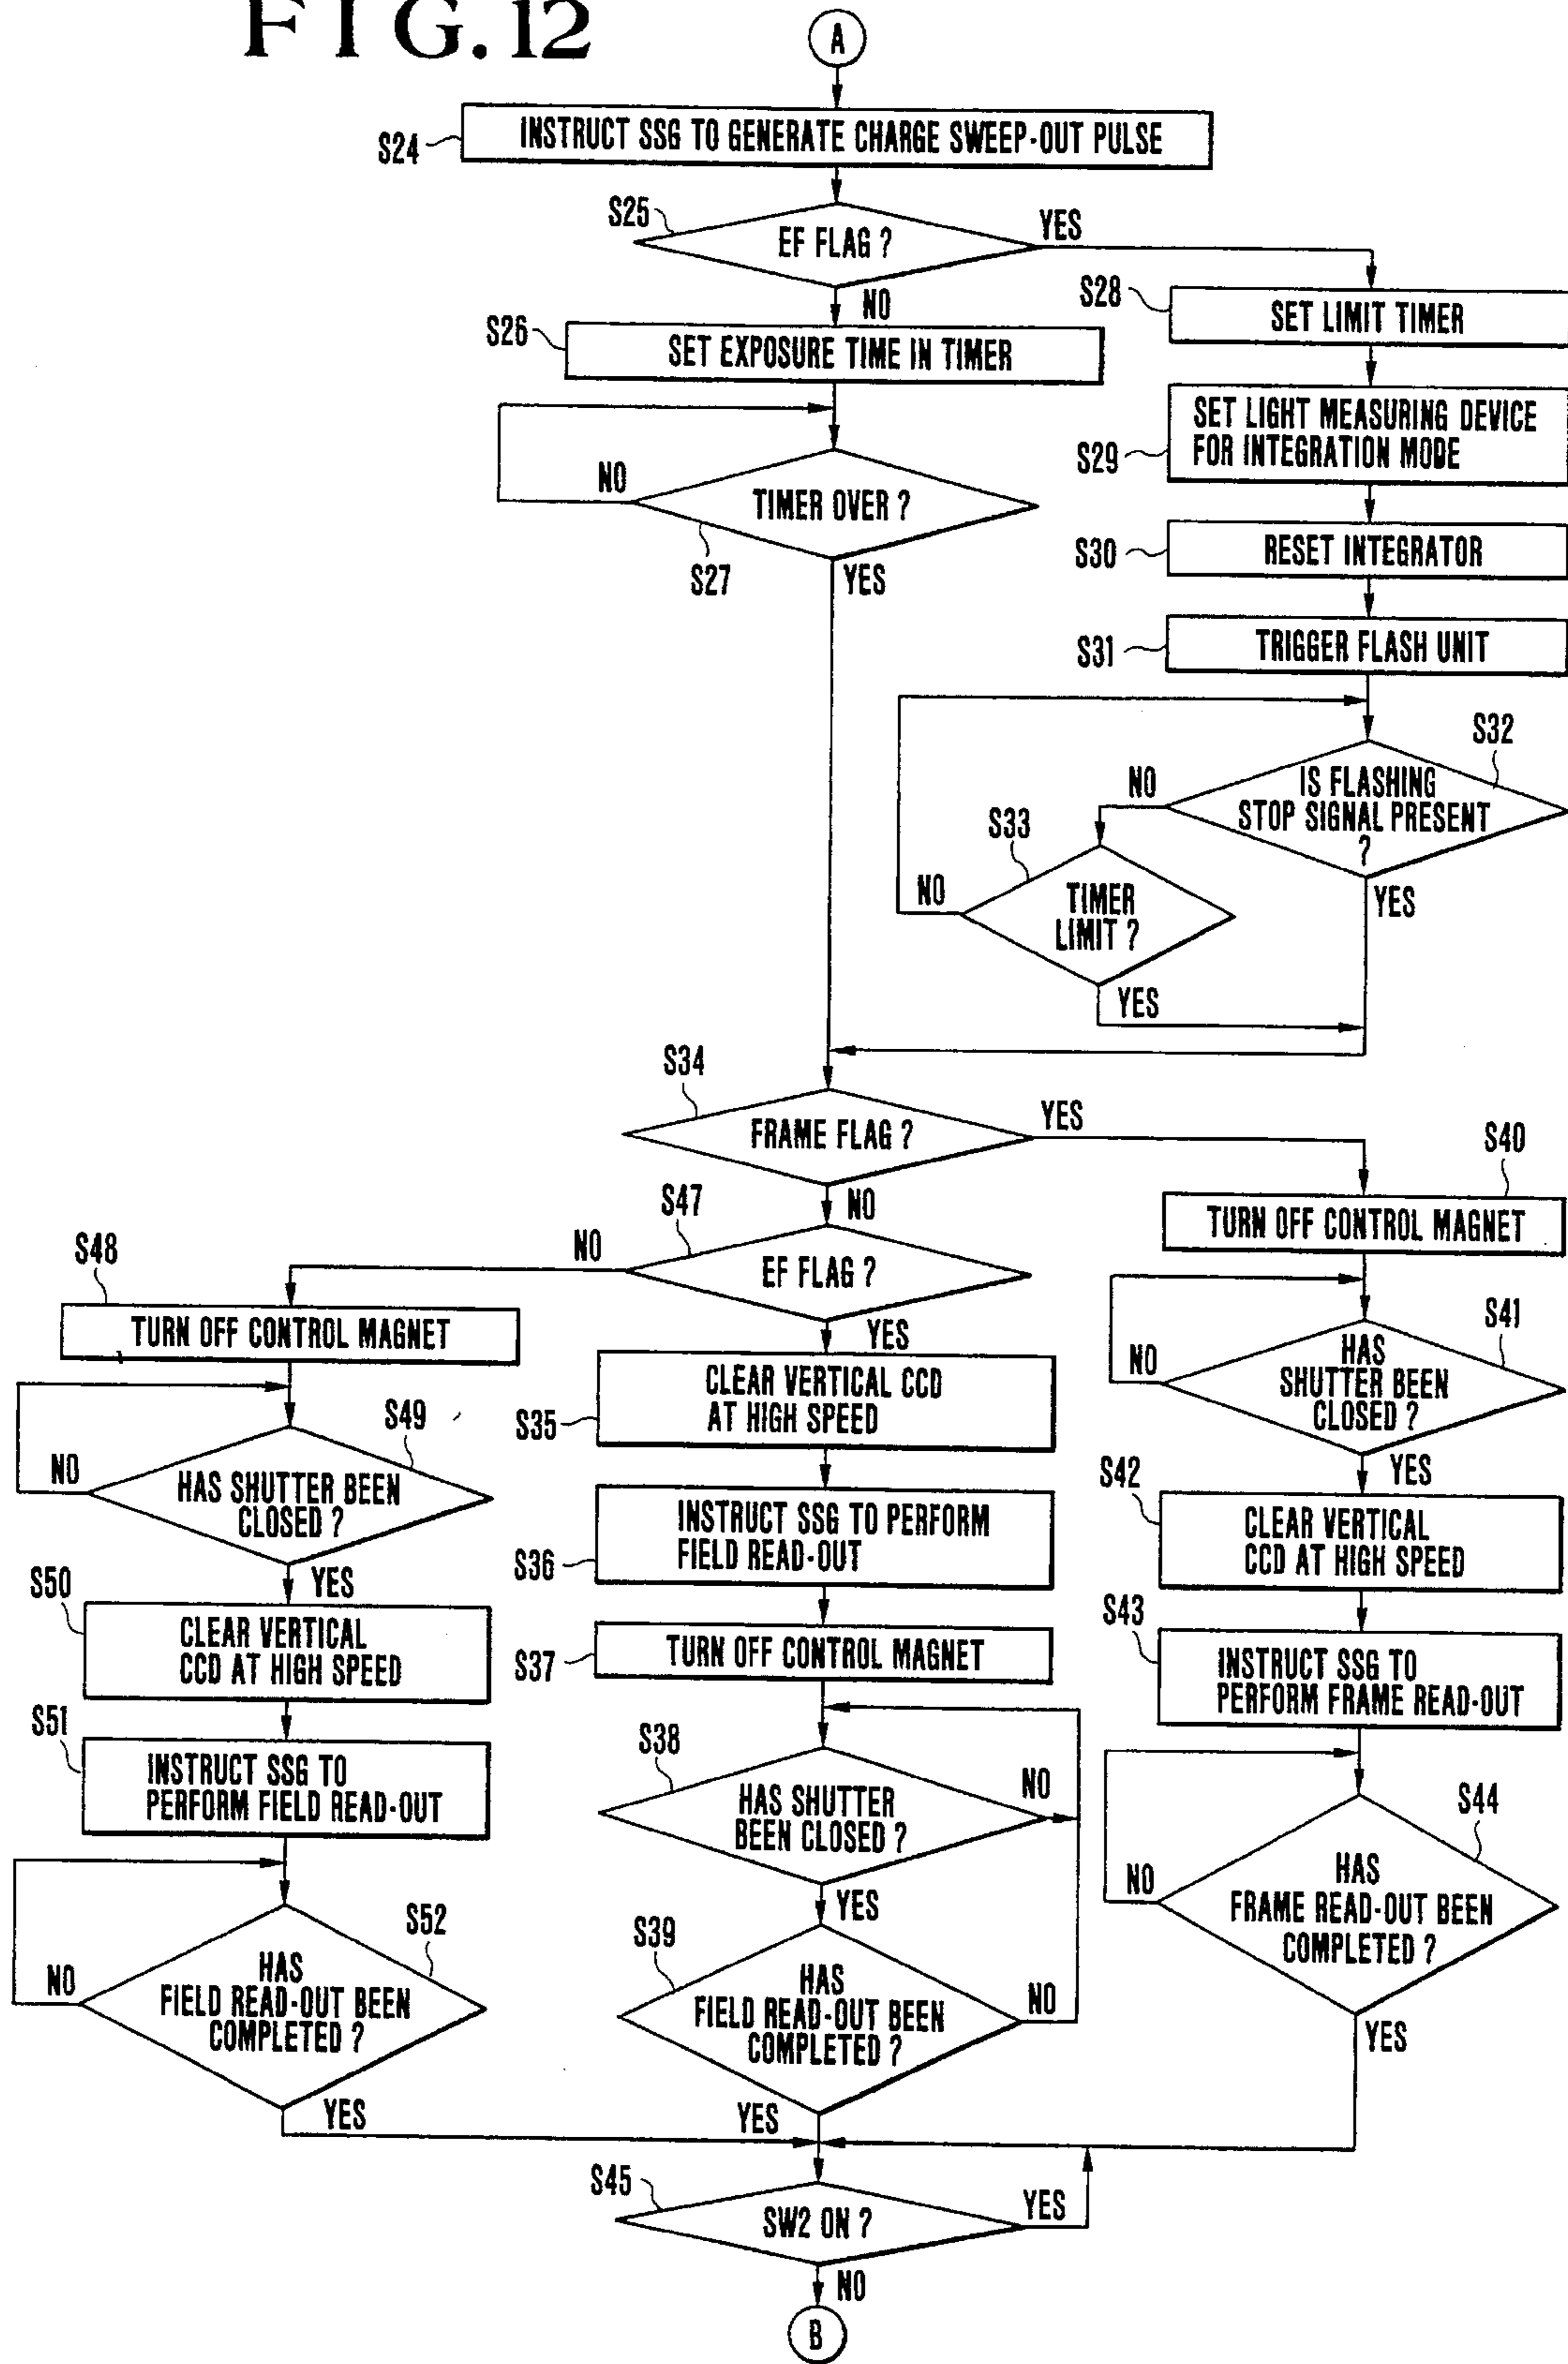 FIG. 12
A
S24
INSTRUCT SSG TO GENERATE CHARGE SWEEP-OUT PULSE
S25
EF FLAG ?
YES
NO
S26
SET EXPOSURE TIME IN TIMER
NO
TIMER OVER ?
S27
YES
S28
SET LIMIT TIMER
S29
SET LIGHT MEASURING DEVICE
FOR INTEGRATION MODE
S30
RESET INTEGRATOR
S31
TRIGGER FLASH UNIT
S32
IS FLASHING
STOP SIGNAL PRESENT
?
NO
YES
S33
TIMER
LIMIT ?
NO
YES
S34
FRAME FLAG ?
YES
NO
S47
EF FLAG ?
NO
YES
S48
TURN OFF CONTROL MAGNET
S49
HAS SHUTTER BEEN
CLOSED ?
NO
YES
S50
CLEAR VERTICAL
CCD AT HIGH SPEED
S51
INSTRUCT SSG TO
PERFORM FIELD READ-OUT
S52
HAS
FIELD READ-OUT BEEN
COMPLETED ?
NO
YES
S35
CLEAR VERTICAL CCD
AT HIGH SPEED
S36
INSTRUCT SSG TO PERFORM
FIELD READ-OUT
S37
TURN OFF CONTROL MAGNET
S38
HAS SHUTTER
BEEN CLOSED ?
NO
YES
S39
HAS
FIELD READ-OUT BEEN
COMPLETED ?
NO
YES
S40
TURN OFF CONTROL MAGNET
S41
HAS
SHUTTER BEEN
CLOSED ?
NO
YES
S42
CLEAR VERTICAL
CCD AT HIGH SPEED
S43
INSTRUCT SSG TO
PERFORM FRAME READ-OUT
S44
HAS
FRAME READ-OUT BEEN
COMPLETED ?
NO
YES
S45
SW2 ON ?
YES
NO
B